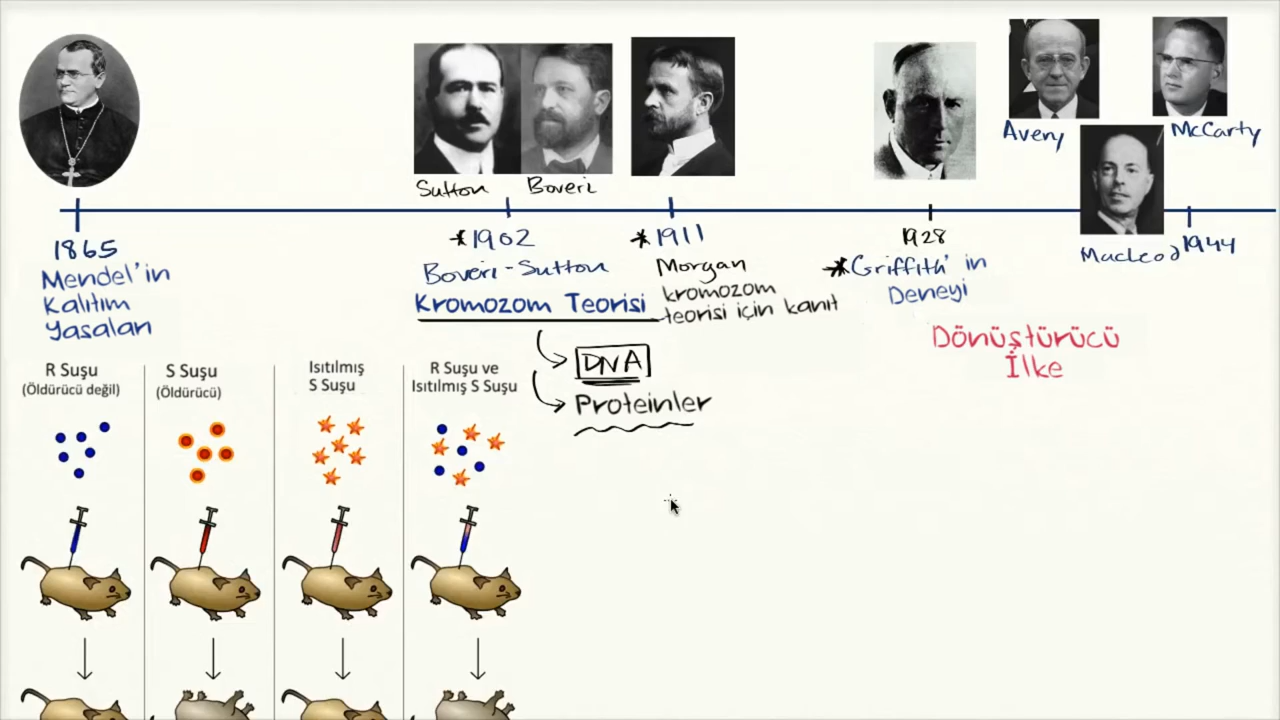 Avery
McCarty
Sutton
Boveri
Macleod
1865
Mendel'in
Kalıtım
Yasaları
*1902
Boveri-Sutton
Kromozom Teorisi
*1911
Morgan
kromozom
teorisi için kanıt
1928
*Griffith'in
Deneyi
1944
Dönüştürücü
İlke
DNA
Proteinler
R Suşu
(Öldürücü değil)
S Suşu
(Öldürücü)
Isıtılmış
S Suşu
R Suşu ve
Isıtılmış S Suşu